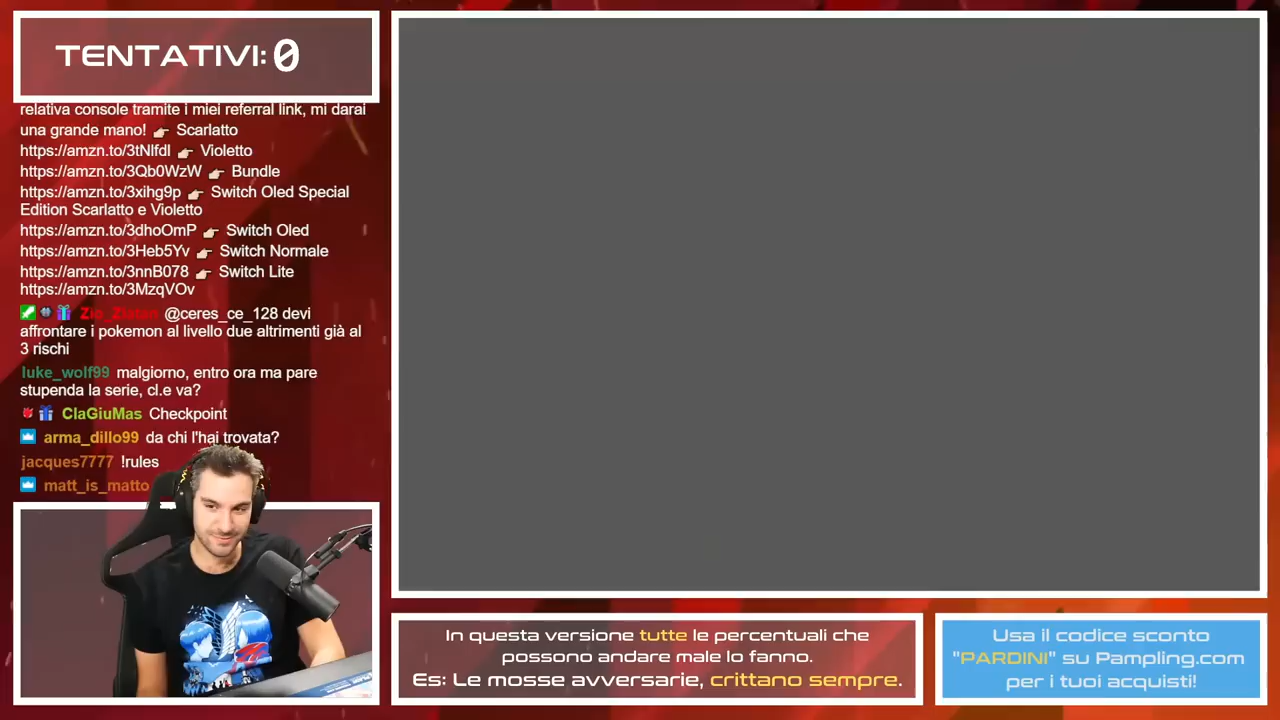 TENTATIVI: 0
relativa console tramite i miei referral link, mi darai
una grande mano! 👉 Scarlatto
https://amzn.to/3tNlfdl 👉 Violetto
https://amzn.to/3Qb0WzW 👉 Bundle
https://amzn.to/3xihg9p 👉 Switch Oled Special
Edition Scarlatto e Violetto
https://amzn.to/3dhoOmP 👉 Switch Oled
https://amzn.to/3Heb5Yv 👉 Switch Normale
https://amzn.to/3nnB078 👉 Switch Lite
https://amzn.to/3MzqVOv
Zio_Zlatan @ceres_ce_128 devi
affrontare i pokemon al livello due altrimenti già al
3 rischi
luke_wolf99 malgiorno, entro ora ma pare
stupenda la serie, cl.e va?
ClaGiuMas Checkpoint
arma_dillo99 da chi l'hai trovata?
jacques7777 !rules
matt_is_matto
In questa versione tutte le percentuali che
possono andare male lo fanno.
Es: Le mosse avversarie, crittano sempre.
Usa il codice sconto
"PARDINI" su Pampling.com
per i tuoi acquisti!